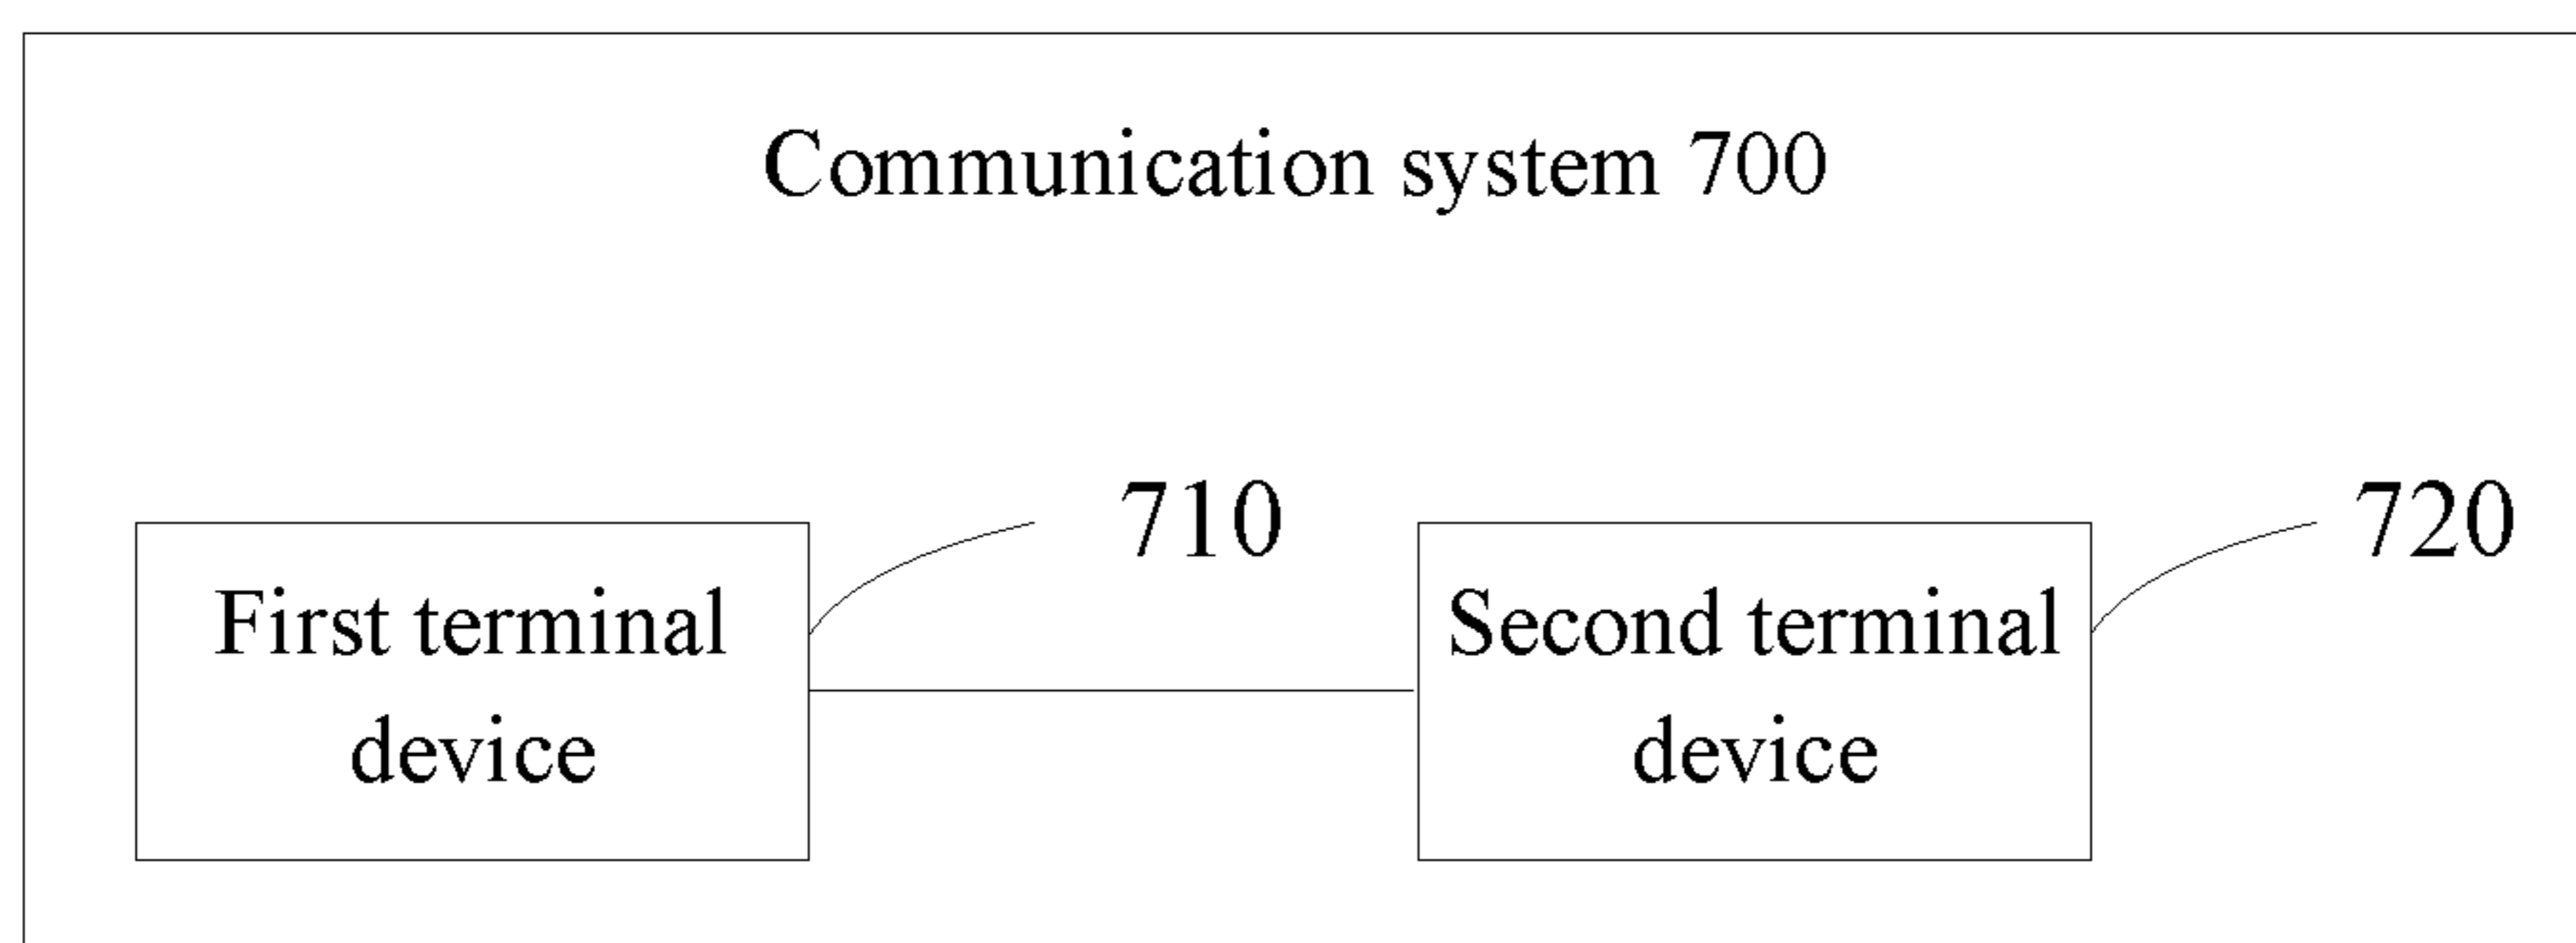 Communication system 700
710
720
First terminal
device
Second terminal
device